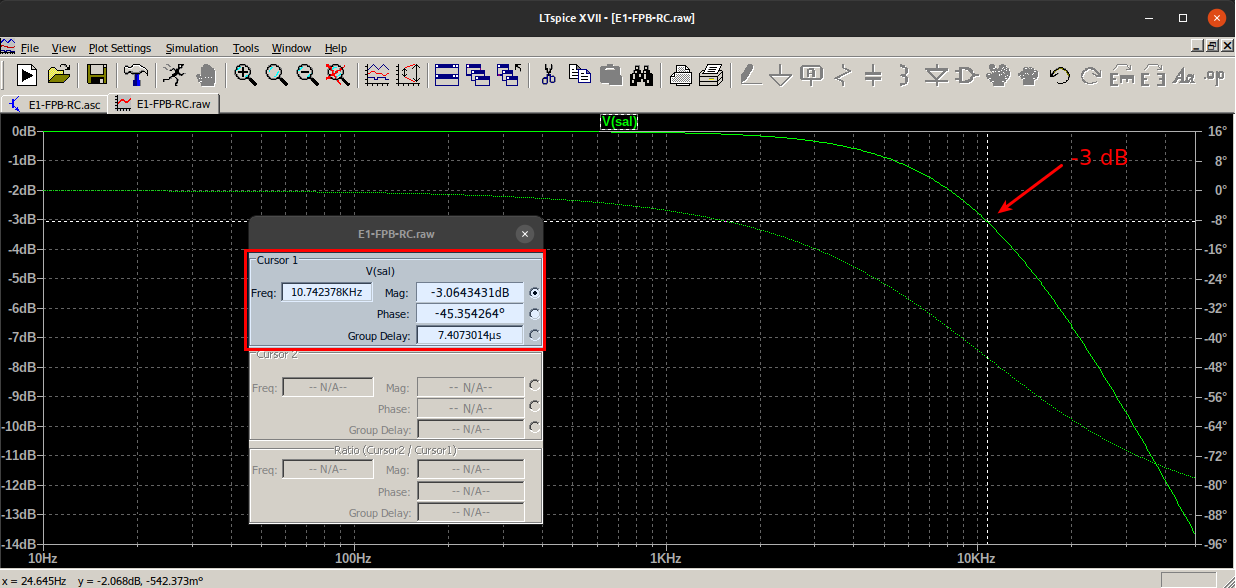 LTspice XVII - [E1-FPB-RC.raw]
File View Plot Settings Simulation Tools Window Help
E1-FPB-RC.asc E1-FPB-RC.raw
V(sal)
0dB 16°
-1dB 8°
-2dB 0°
-3dB -8°
-4dB -16°
-5dB -24°
-6dB -32°
-7dB -40°
-8dB -48°
-9dB -56°
-10dB -64°
-11dB -72°
-12dB -80°
-13dB -88°
-14dB -96°
10Hz 100Hz 1KHz 10KHz
-3 dB
E1-FPB-RC.raw
Cursor 1
V(sal)
Freq: 10.742378KHz Mag: -3.0643431dB
Phase: -45.354264°
Group Delay: 7.4073014µs
Cursor 2
Freq: -- N/A-- Mag: -- N/A--
Phase: -- N/A--
Group Delay: -- N/A--
Ratio (Cursor2 / Cursor1)
Freq: -- N/A-- Mag: -- N/A--
Phase: -- N/A--
Group Delay: -- N/A--
x = 24.645Hz y = -2.068dB, -542.373m°